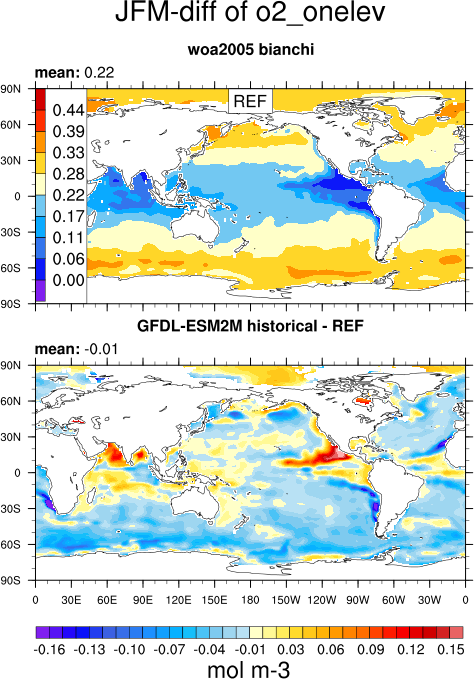 JFM-diff of o2_onelev
woa2005 bianchi
mean: 0.22
90N
60N
30N
0
30S
60S
90S
REF
0.44
0.39
0.33
0.28
0.22
0.17
0.11
0.06
0.00
GFDL-ESM2M historical - REF
mean: -0.01
90N
60N
30N
0
30S
60S
90S
0 30E 60E 90E 120E 150E 180E 150W 120W 90W 60W 30W 0
-0.16 -0.13 -0.10 -0.07 -0.04 -0.01 0.01 0.03 0.06 0.09 0.12 0.15
mol m-3